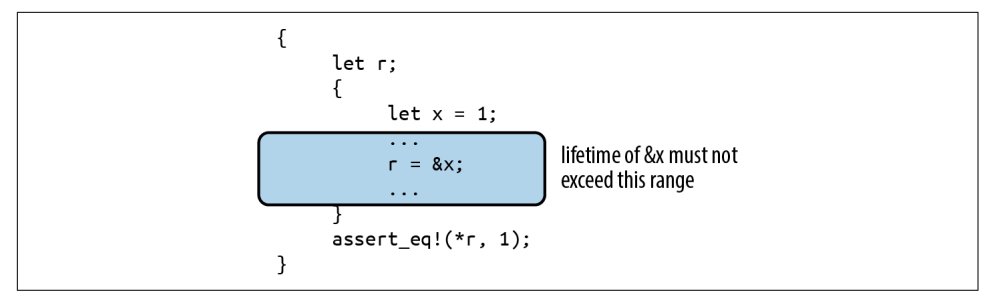 {
let r;
{
let x = 1;
...
r = &x;
...
}
assert_eq!(*r, 1);
}
lifetime of &x must not
exceed this range